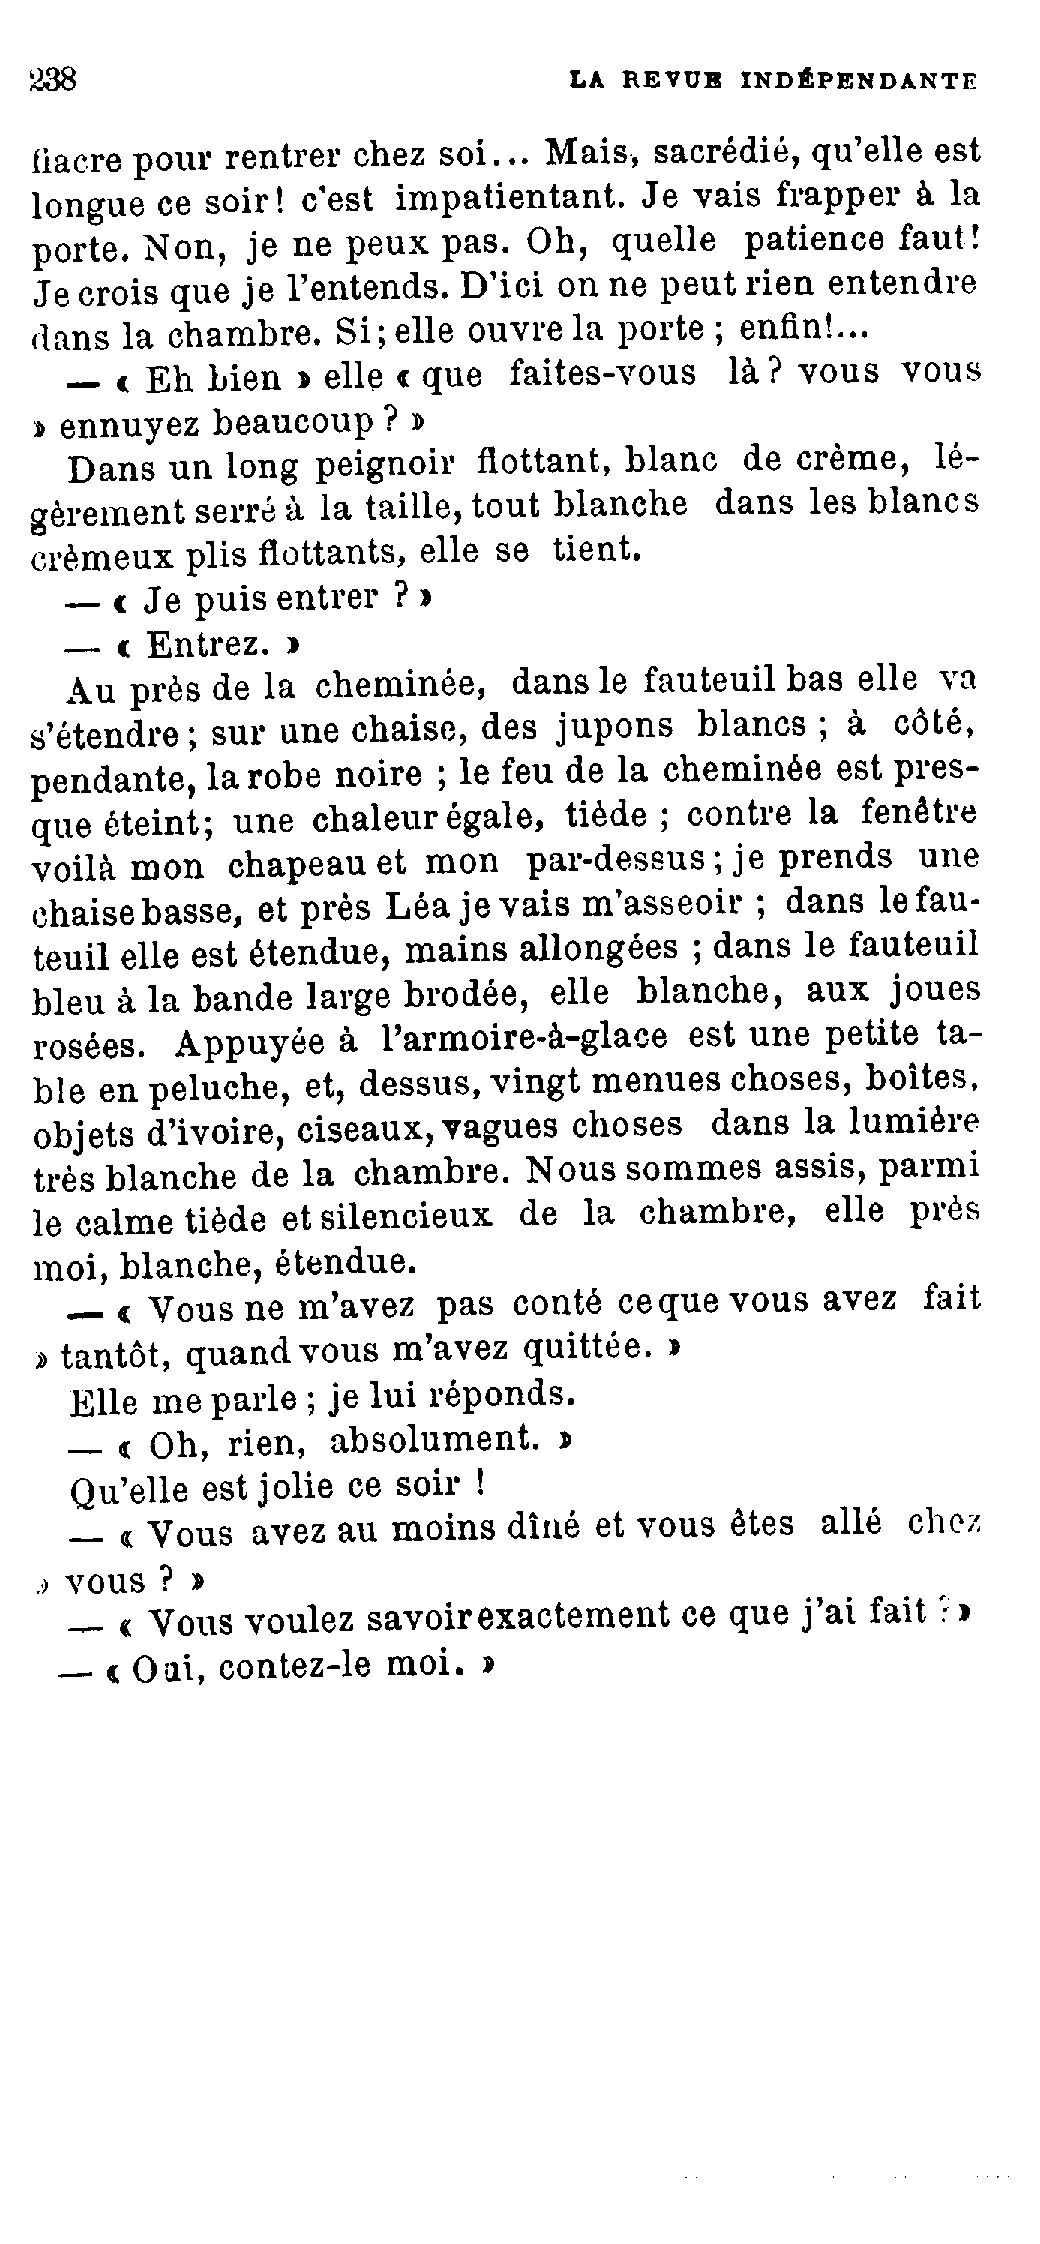 238 LA REVUE INDÉPENDANTE
fiacre pour rentrer chez soi... Mais, sacrédié, qu'elle est
longue ce soir! c'est impatientant. Je vais frapper à la
porte. Non, je ne peux pas. Oh, quelle patience faut!
Je crois que je l'entends. D'ici on ne peut rien entendre
dans la chambre. Si; elle ouvre la porte ; enfin!...
— « Eh bien » elle « que faites-vous là? vous vous
» ennuyez beaucoup ? »
Dans un long peignoir flottant, blanc de crème, lé-
gèrement serré à la taille, tout blanche dans les blancs
crèmeux plis flottants, elle se tient.
— « Je puis entrer ? »
— « Entrez. »
Au près de la cheminée, dans le fauteuil bas elle va
s'étendre ; sur une chaise, des jupons blancs ; à côté,
pendante, la robe noire ; le feu de la cheminée est pres-
que éteint; une chaleur égale, tiède ; contre la fenêtre
voilà mon chapeau et mon par-dessus ; je prends une
chaise basse, et près Léa je vais m'asseoir ; dans le fau-
teuil elle est étendue, mains allongées ; dans le fauteuil
bleu à la bande large brodée, elle blanche, aux joues
rosées. Appuyée à l'armoire-à-glace est une petite ta-
ble en peluche, et, dessus, vingt menues choses, boîtes,
objets d'ivoire, ciseaux, vagues choses dans la lumière
très blanche de la chambre. Nous sommes assis, parmi
le calme tiède et silencieux de la chambre, elle près
moi, blanche, étendue.
— « Vous ne m'avez pas conté ce que vous avez fait
» tantôt, quand vous m'avez quittée. »
Elle me parle ; je lui réponds.
— « Oh, rien, absolument. »
Qu'elle est jolie ce soir !
— « Vous avez au moins dîné et vous êtes allé chez
» vous ? »
— « Vous voulez savoir exactement ce que j'ai fait ? »
— « Oui, contez-le moi. »